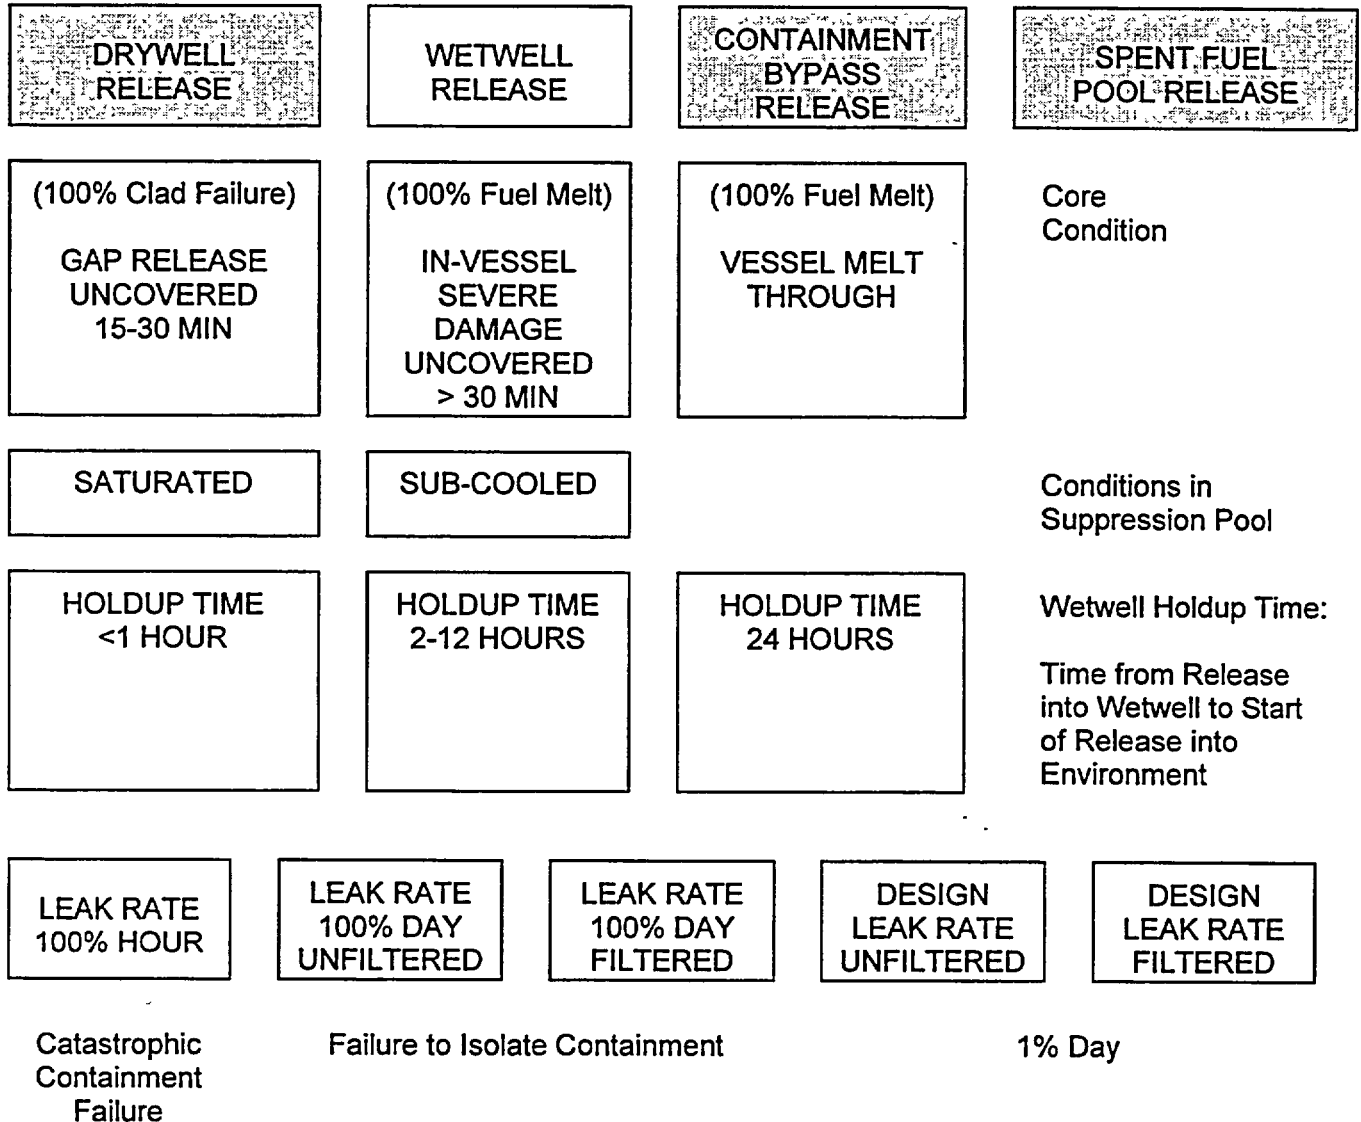 DRYWELL
RELEASE
WETWELL
RELEASE
CONTAINMENT
BYPASS
RELEASE
SPENT FUEL
POOL RELEASE
(100% Clad Failure)
GAP RELEASE
UNCOVERED
15-30 MIN
(100% Fuel Melt)
IN-VESSEL
SEVERE
DAMAGE
UNCOVERED
> 30 MIN
(100% Fuel Melt)
VESSEL MELT
THROUGH
Core
Condition
SATURATED
SUB-COOLED
Conditions in
Suppression Pool
HOLDUP TIME
<1 HOUR
HOLDUP TIME
2-12 HOURS
HOLDUP TIME
24 HOURS
Wetwell Holdup Time:
Time from Release
into Wetwell to Start
of Release into
Environment
LEAK RATE
100% HOUR
LEAK RATE
100% DAY
UNFILTERED
LEAK RATE
100% DAY
FILTERED
DESIGN
LEAK RATE
UNFILTERED
DESIGN
LEAK RATE
FILTERED
Catastrophic
Containment
Failure
Failure to Isolate Containment
1% Day